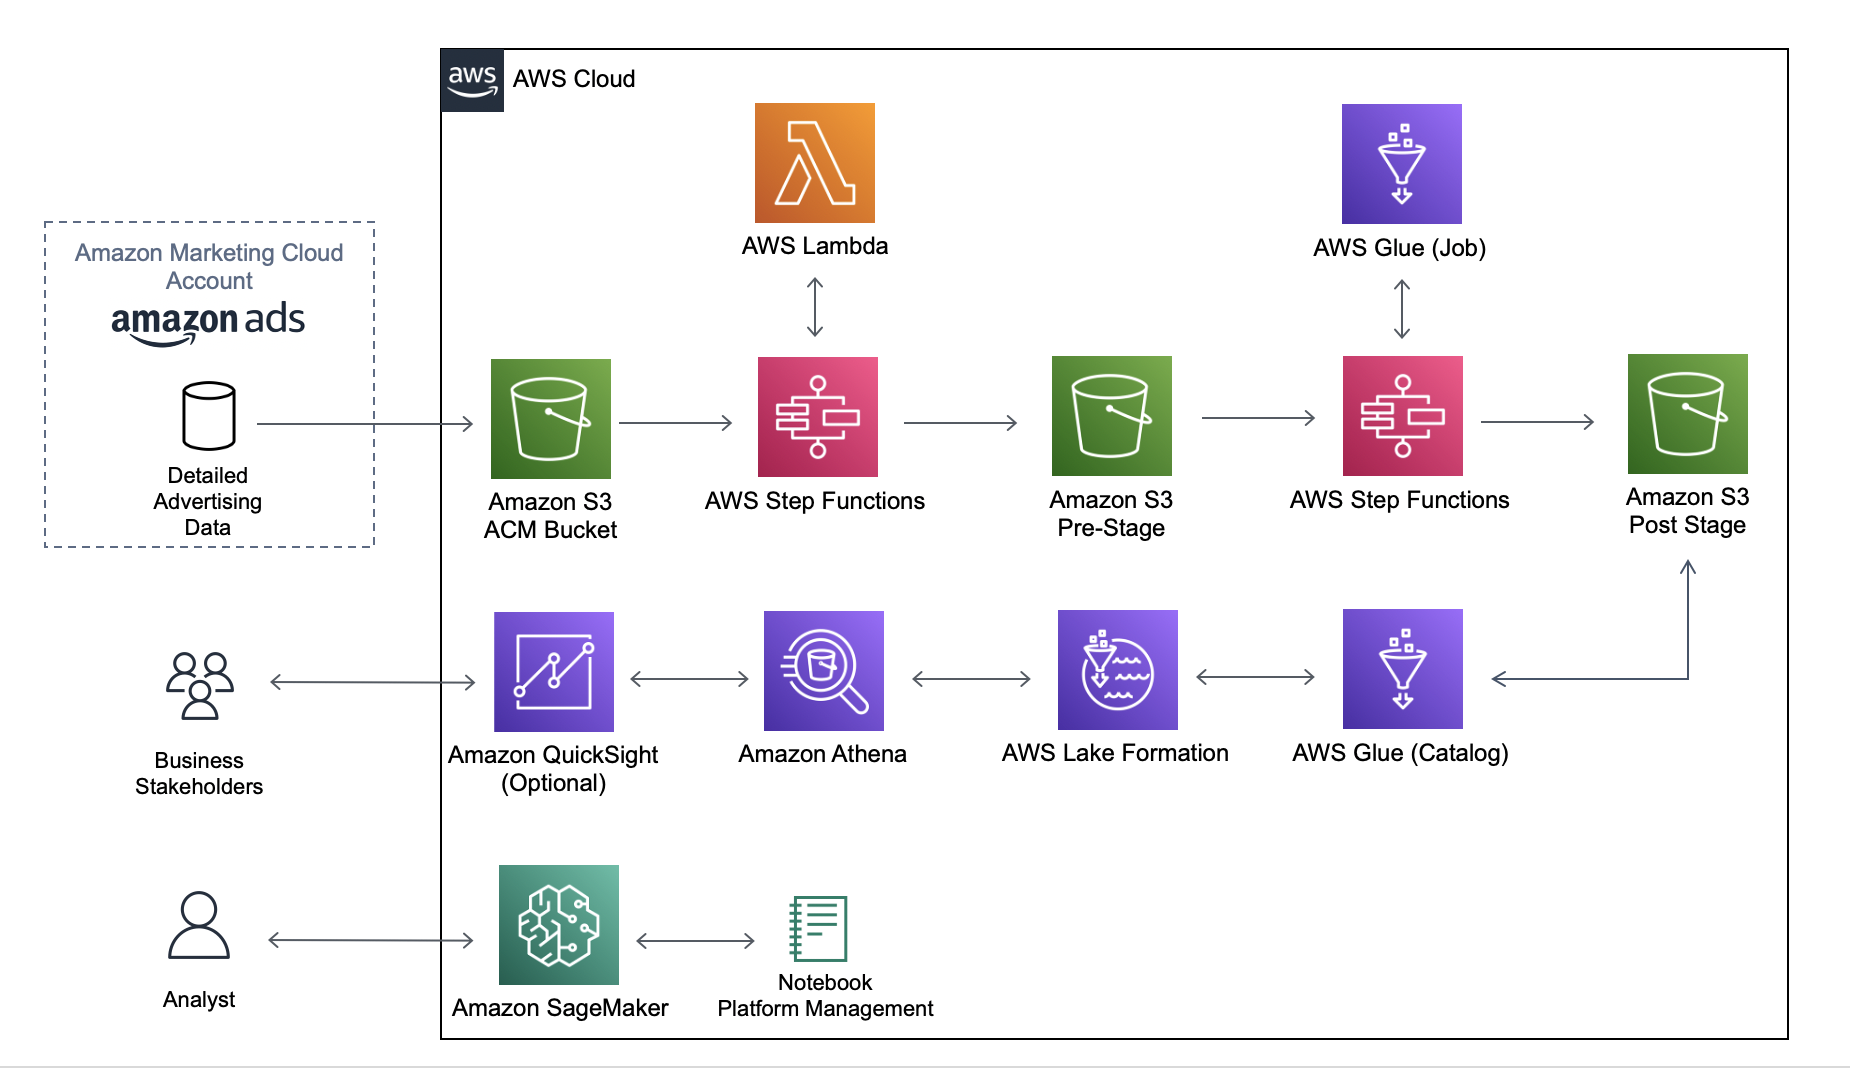 aws
AWS Cloud
AWS Lambda
AWS Glue (Job)
Amazon Marketing Cloud
Account
amazon ads
Detailed
Advertising
Data
Amazon S3
ACM Bucket
AWS Step Functions
Amazon S3
Pre-Stage
AWS Step Functions
Amazon S3
Post Stage
Business
Stakeholders
Amazon QuickSight
(Optional)
Amazon Athena
AWS Lake Formation
AWS Glue (Catalog)
Analyst
Amazon SageMaker
Notebook
Platform Management